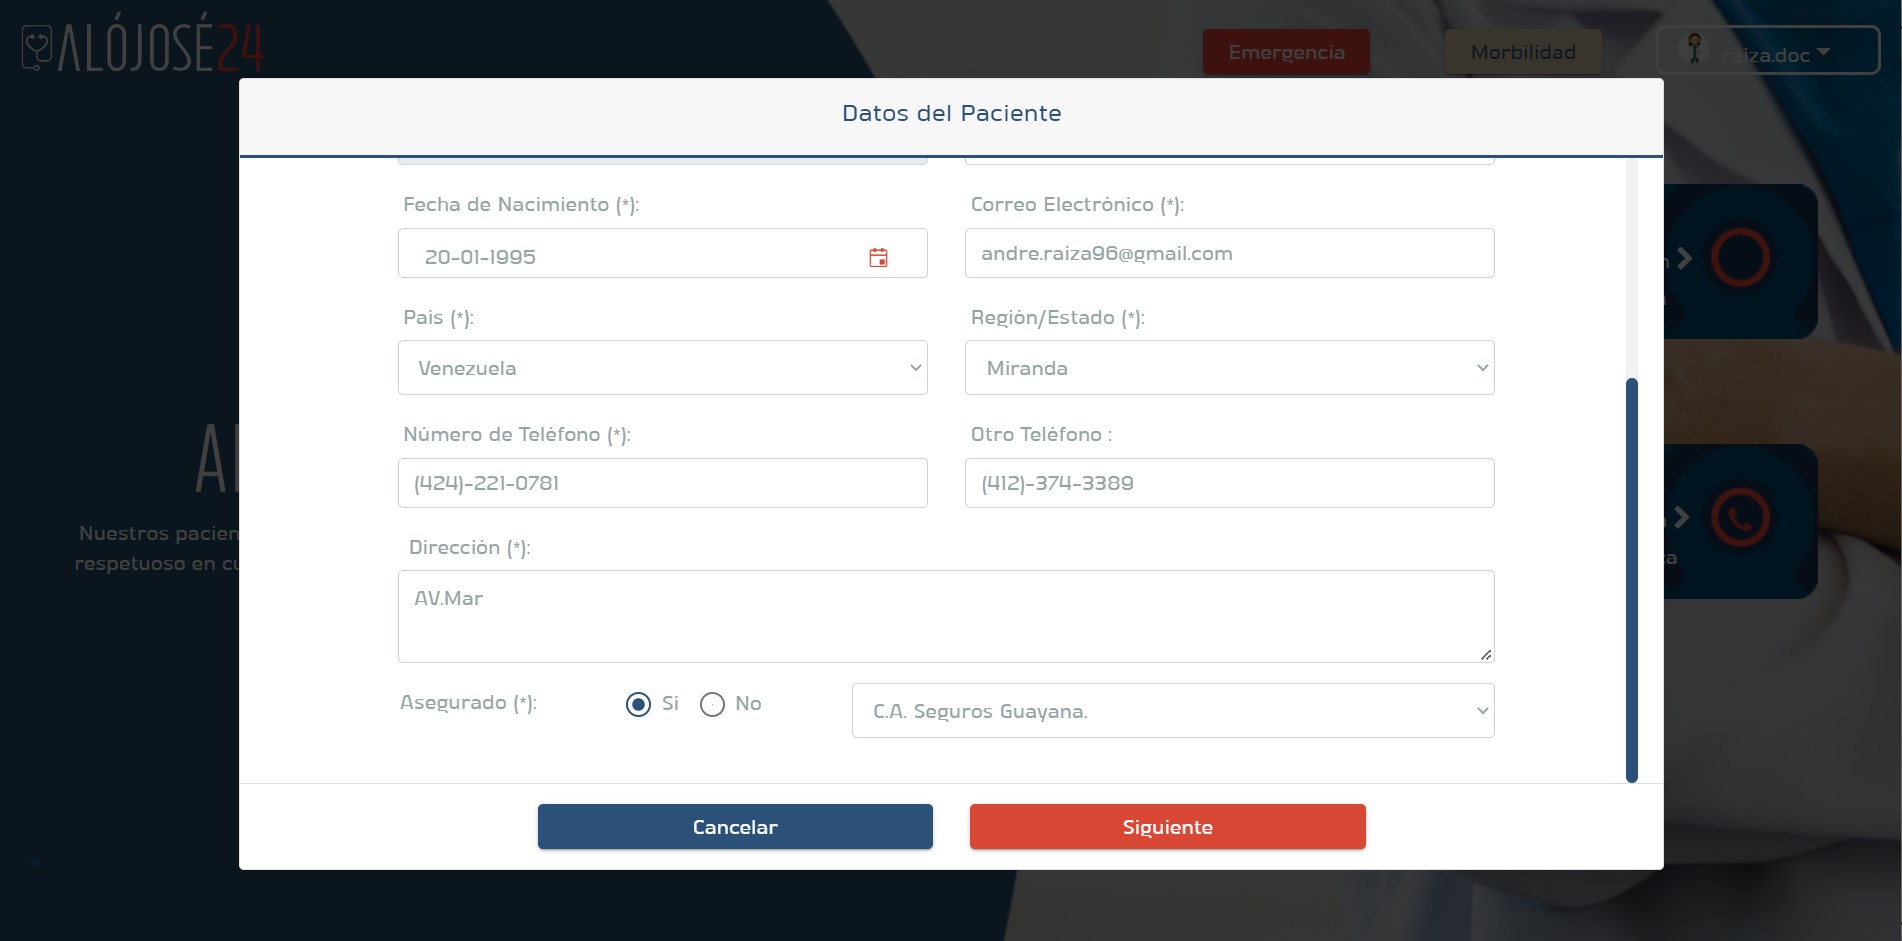 ALÓJOSÉ24
Emergencia
Morbilidad
raiza.doc
Datos del Paciente
Fecha de Nacimiento (*):
Correo Electrónico (*):
20-01-1995
andre.raiza96@gmail.com
País (*):
Región/Estado (*):
Venezuela
Miranda
Número de Teléfono (*):
Otro Teléfono :
(424)-221-0781
(412)-374-3389
Nuestros pacien
respetuoso en cu
Dirección (*):
AV.Mar
Asegurado (*):
Si
No
C.A. Seguros Guayana.
Cancelar
Siguiente